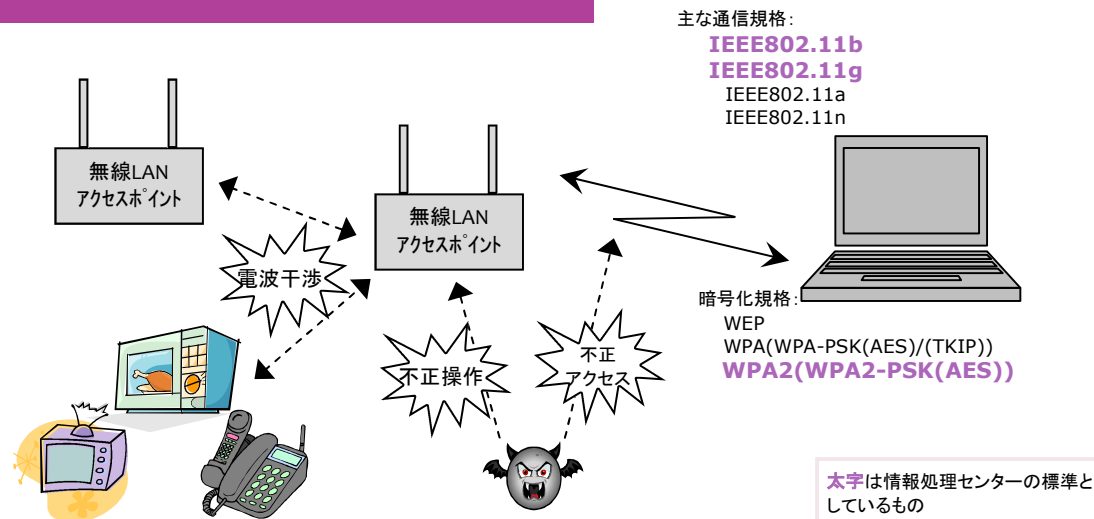 主な通信規格：
IEEE802.11b
IEEE802.11g
IEEE802.11a
IEEE802.11n
無線LAN
アクセスポイント
無線LAN
アクセスポイント
電波干渉
不正操作
不正
アクセス
暗号化規格：
WEP
WPA(WPA-PSK(AES)/(TKIP))
WPA2(WPA2-PSK(AES))
太字は情報処理センターの標準と
しているもの